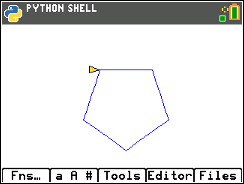 PYTHON SHELL
Fns… a A # Tools Editor Files